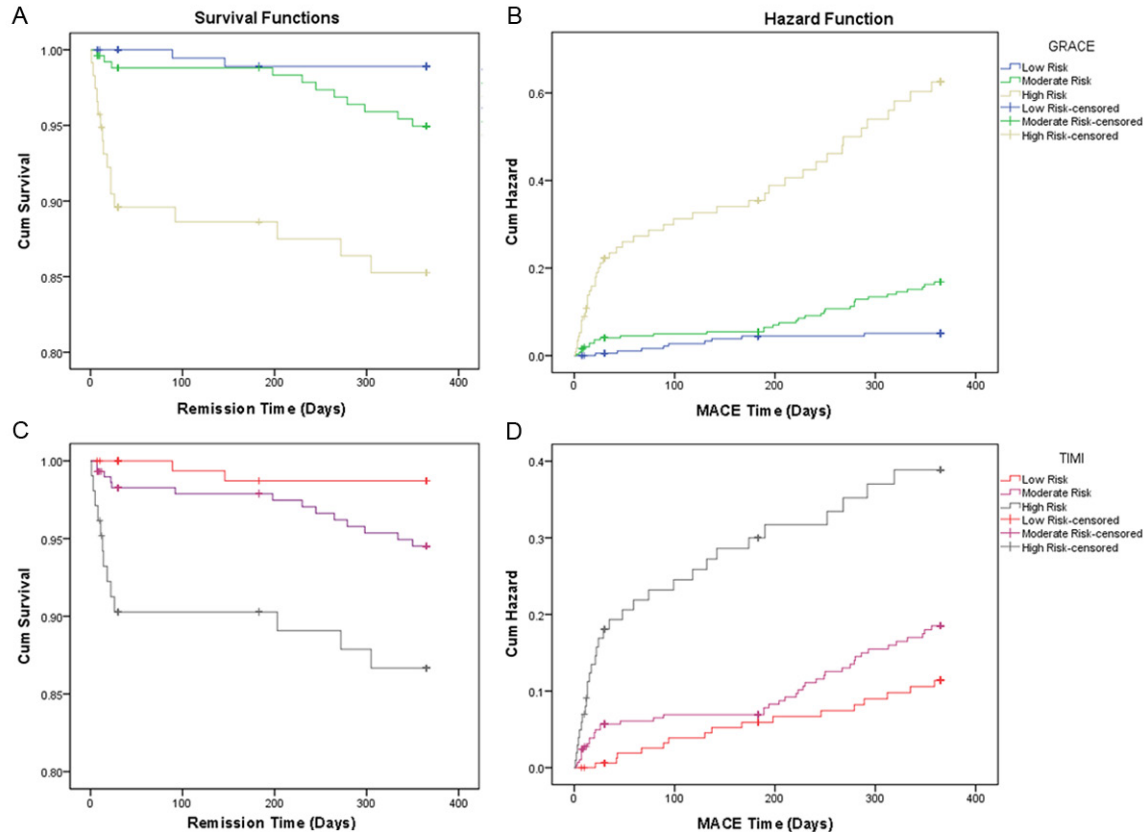 A
Survival Functions
1.00
0.95
0.90
0.85
0.80
Cum Survival
0
100
200
300
400
Remission Time (Days)
B
Hazard Function
0.6
0.4
0.2
0.0
Cum Hazard
0
100
200
300
400
MACE Time (Days)
GRACE
Low Risk
Moderate Risk
High Risk
Low Risk-censored
Moderate Risk-censored
High Risk-censored
C
1.00
0.95
0.90
0.85
0.80
Cum Survival
0
100
200
300
400
Remission Time (Days)
D
0.4
0.3
0.2
0.1
0.0
Cum Hazard
0
100
200
300
400
MACE Time (Days)
TIMI
Low Risk
Moderate Risk
High Risk
Low Risk-censored
Moderate Risk-censored
High Risk-censored